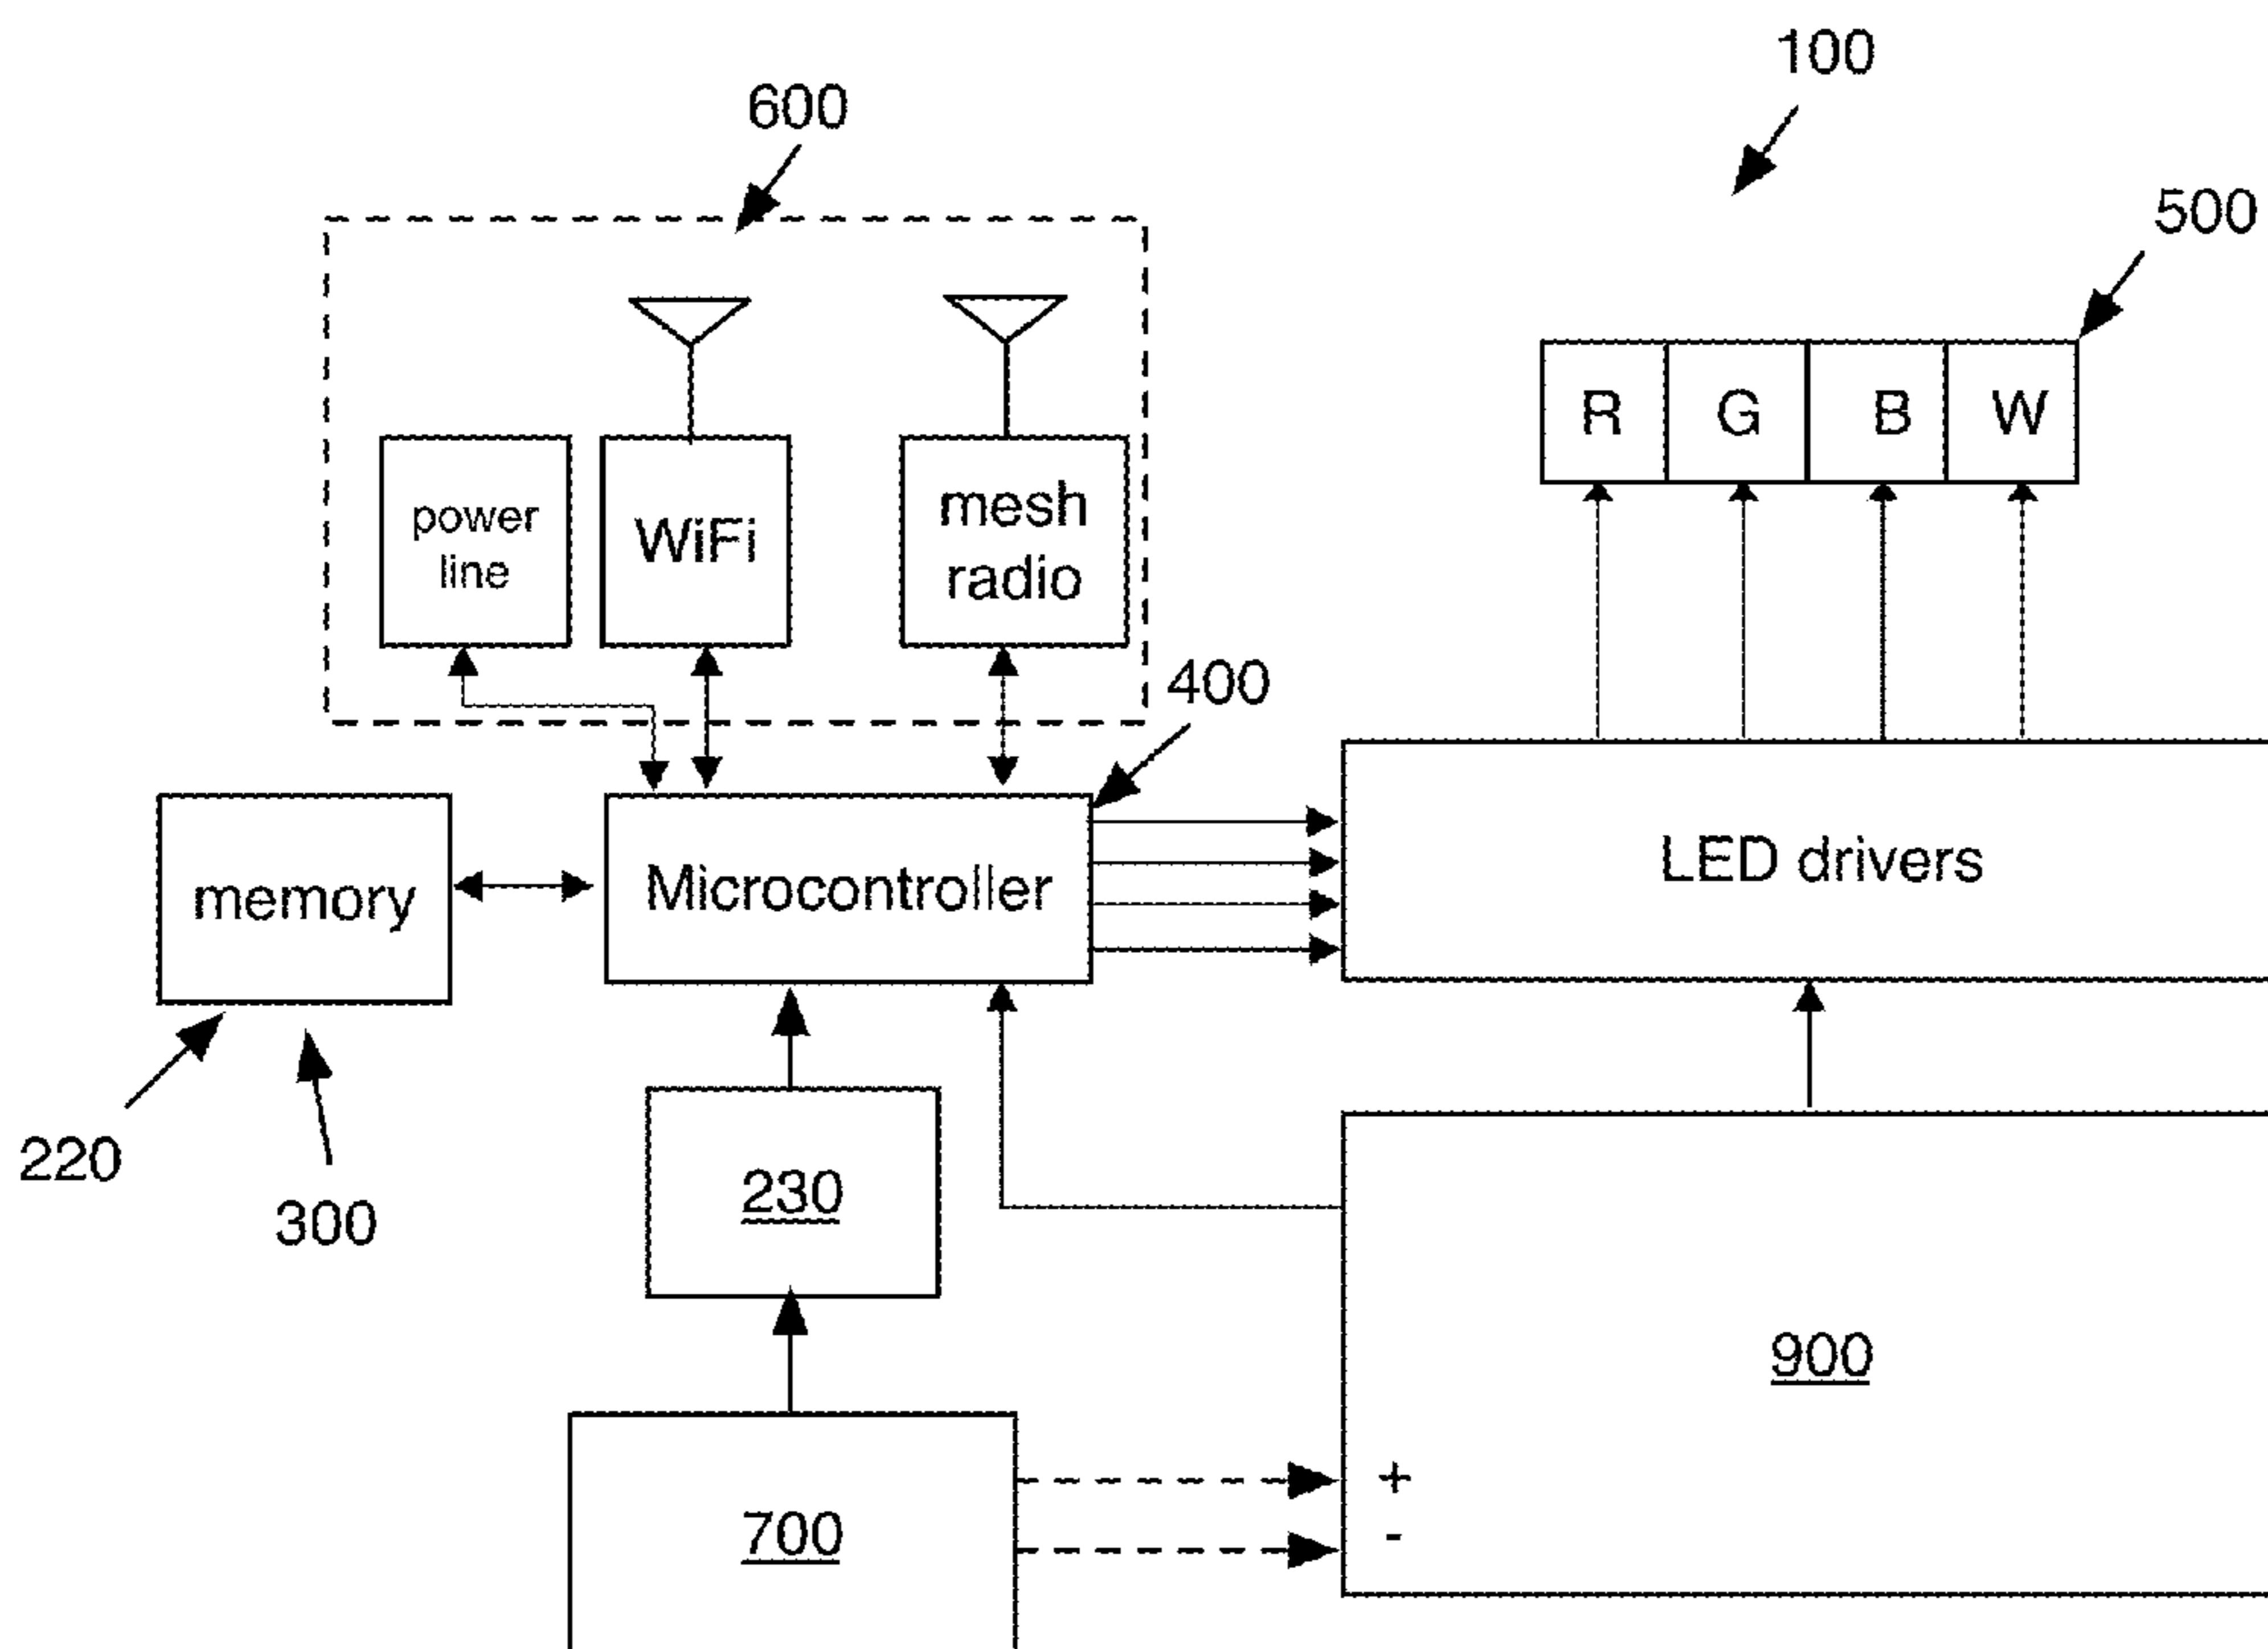 100
600
500
R G B W
power
line
WiFi
mesh
radio
400
memory
Microcontroller
LED drivers
220
300
230
900
+
-
700